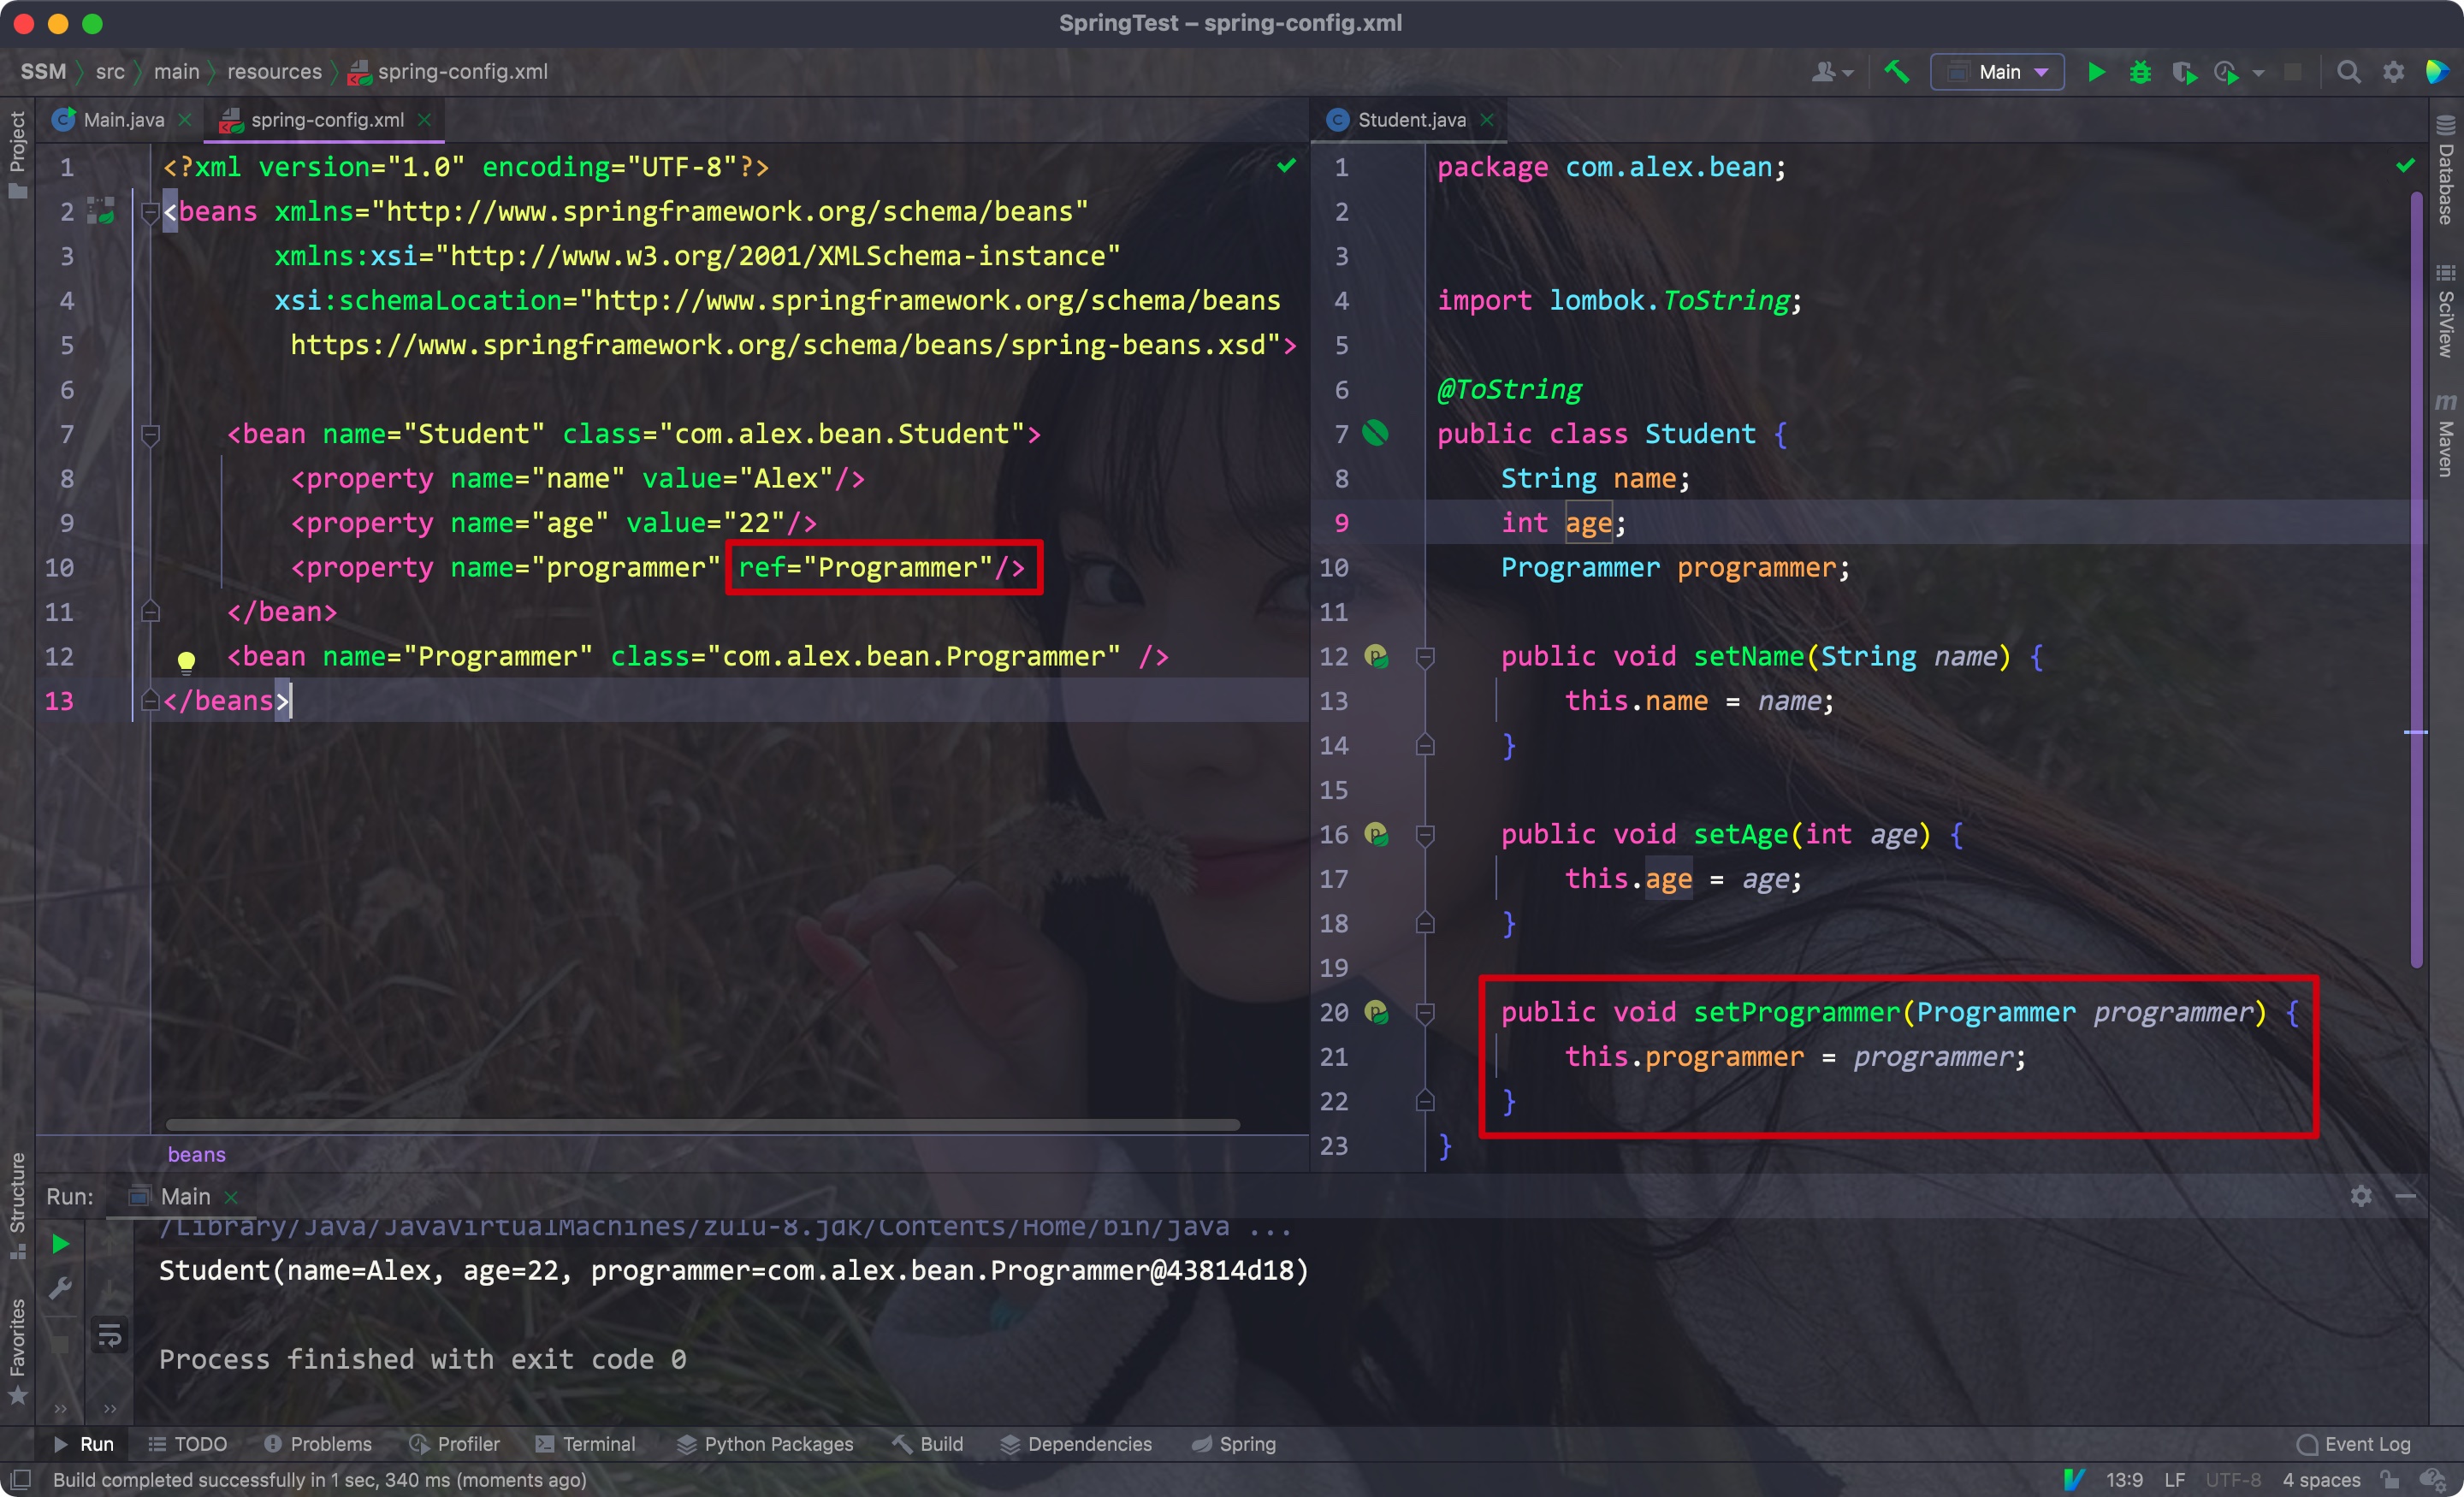 SpringTest – spring-config.xml
SSM src main resources spring-config.xml
Main
Project
Main.java
spring-config.xml
1 <?xml version="1.0" encoding="UTF-8"?>
2 <beans xmlns="http://www.springframework.org/schema/beans"
3 xmlns:xsi="http://www.w3.org/2001/XMLSchema-instance"
4 xsi:schemaLocation="http://www.springframework.org/schema/beans
5 https://www.springframework.org/schema/beans/spring-beans.xsd">
6
7 <bean name="Student" class="com.alex.bean.Student">
8 <property name="name" value="Alex"/>
9 <property name="age" value="22"/>
10 <property name="programmer" ref="Programmer"/>
11 </bean>
12 <bean name="Programmer" class="com.alex.bean.Programmer" />
13 </beans>
beans
Student.java
1 package com.alex.bean;
2
3
4 import lombok.ToString;
5
6 @ToString
7 public class Student {
8 String name;
9 int age;
10 Programmer programmer;
11
12 public void setName(String name) {
13 this.name = name;
14 }
15
16 public void setAge(int age) {
17 this.age = age;
18 }
19
20 public void setProgrammer(Programmer programmer) {
21 this.programmer = programmer;
22 }
23 }
Database
SciView
m Maven
Structure
Favorites
Run: Main
/Library/Java/JavaVirtualMachines/zulu-8.jdk/Contents/Home/bin/java ...
Student(name=Alex, age=22, programmer=com.alex.bean.Programmer@43814d18)
Process finished with exit code 0
Run TODO Problems Profiler Terminal Python Packages Build Dependencies Spring Event Log
Build completed successfully in 1 sec, 340 ms (moments ago) 13:9 LF UTF-8 4 spaces